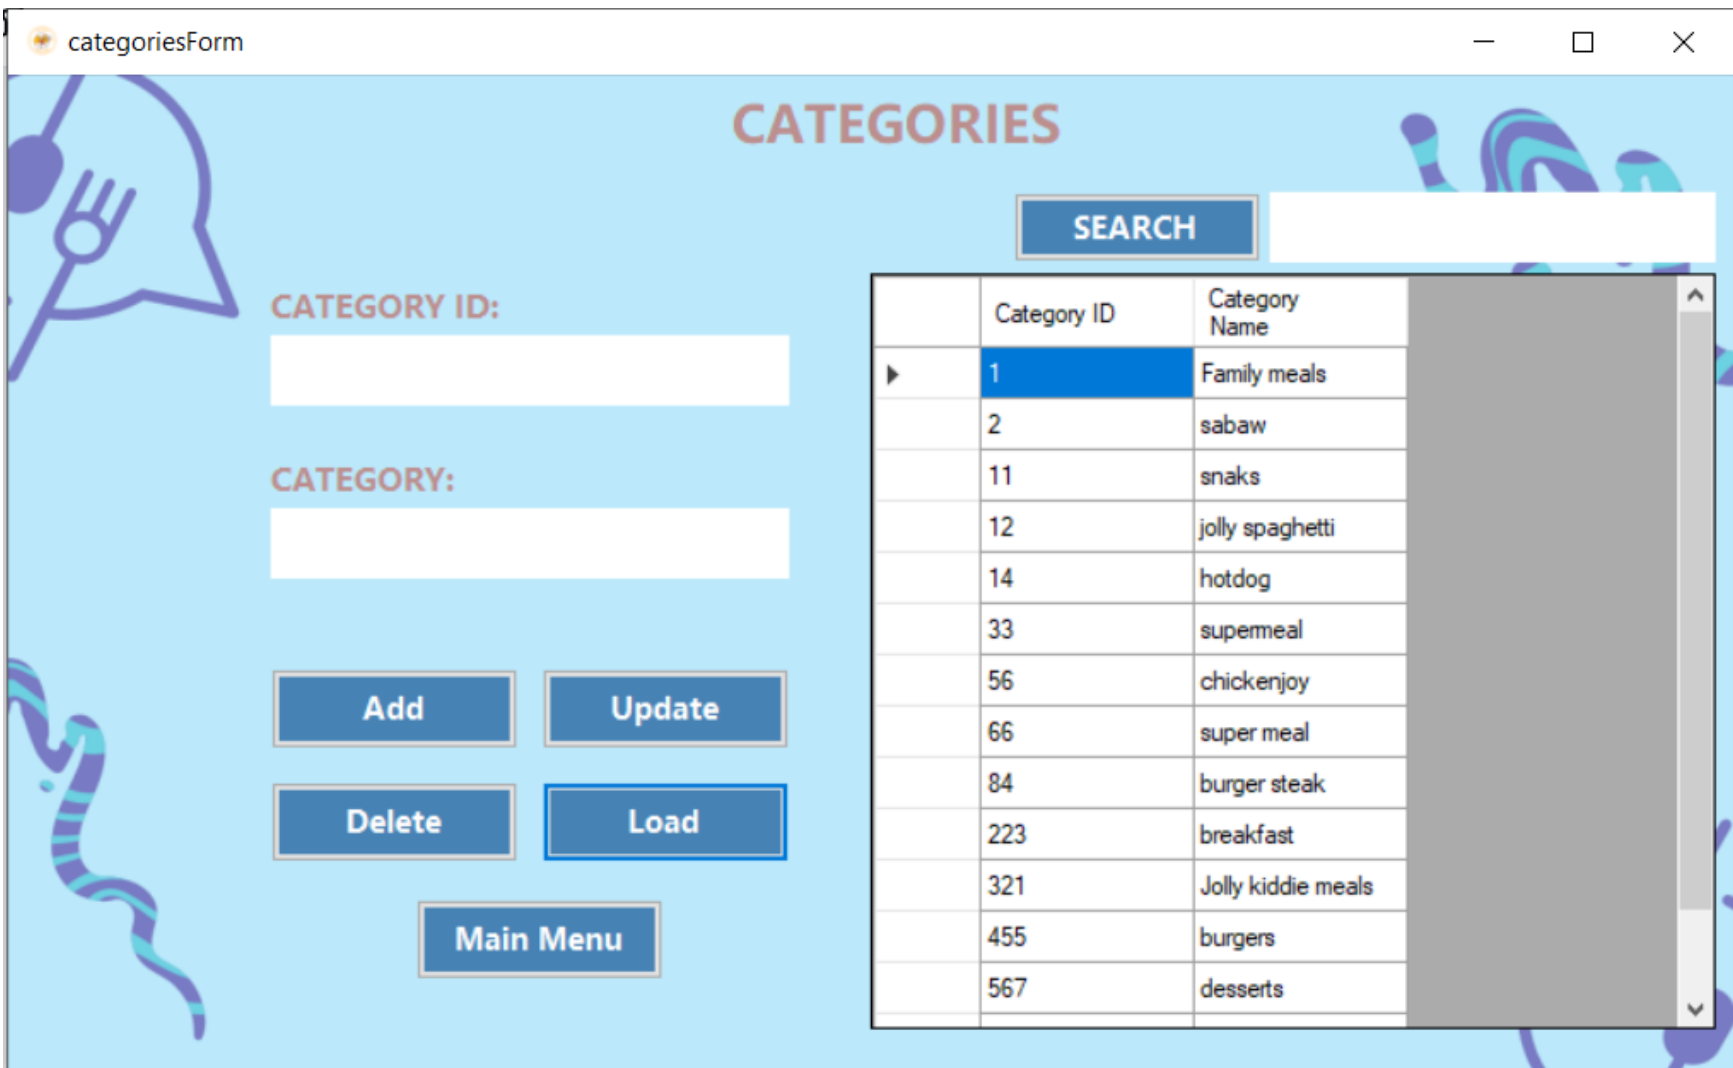 categoriesForm
CATEGORIES
SEARCH
CATEGORY ID:
CATEGORY:
Add Update
Delete Load
Main Menu
Category ID Category
Name
1 Family meals
2 sabaw
11 snaks
12 jolly spaghetti
14 hotdog
33 supermeal
56 chickenjoy
66 super meal
84 burger steak
223 breakfast
321 Jolly kiddie meals
455 burgers
567 desserts